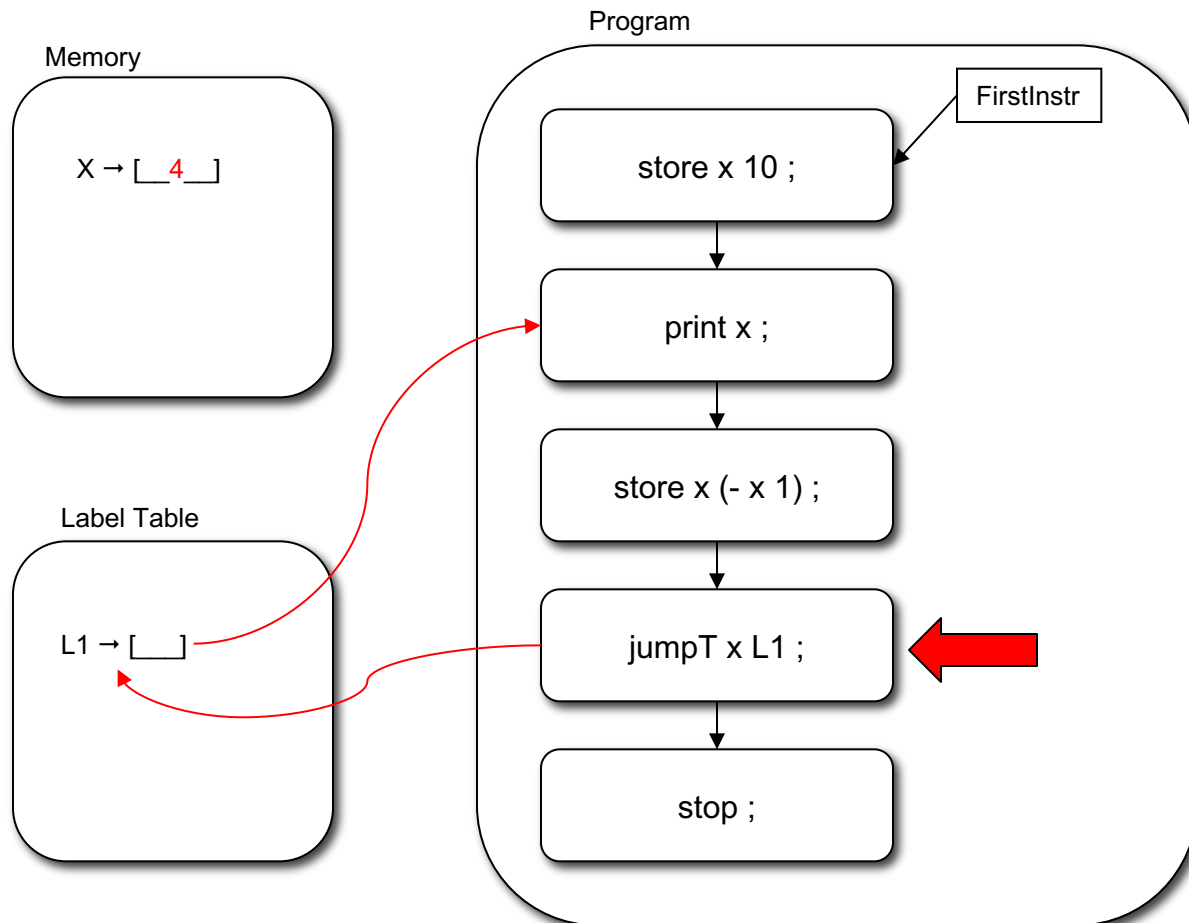 Program
Memory
FirstInstr
X → [__4__]
store x 10 ;
print x ;
store x (- x 1) ;
Label Table
L1 → [___]
jumpT x L1 ;
stop ;